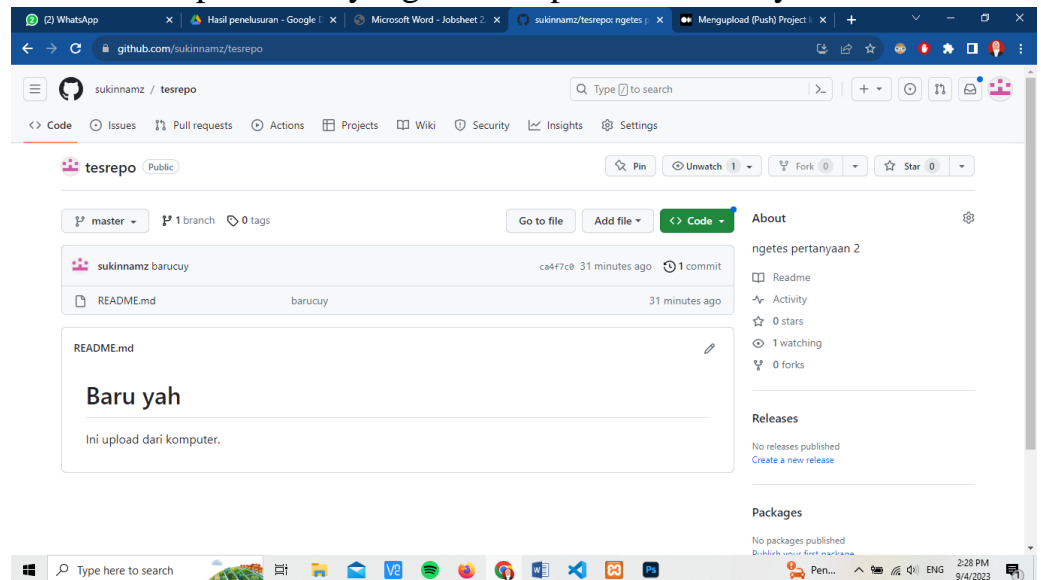 (2) WhatsApp
Hasil penelusuran - Google D
Microsoft Word - Jobsheet 2.
sukinnamz/tesrepo: ngetes p
Mengupload (Push) Project k
github.com/sukinnamz/tesrepo
sukinnamz / tesrepo
Type / to search
Code
Issues
Pull requests
Actions
Projects
Wiki
Security
Insights
Settings
tesrepo Public
Pin
Unwatch 1
Fork 0
Star 0
master
1 branch
0 tags
Go to file
Add file
Code
sukinnamz barucuy
ca4f7c0 31 minutes ago 1 commit
README.md barucuy 31 minutes ago
README.md
Baru yah
Ini upload dari komputer.
About
ngetes pertanyaan 2
Readme
Activity
0 stars
1 watching
0 forks
Releases
No releases published
Create a new release
Packages
No packages published
Publish your first package
Type here to search
Pen...
ENG
2:28 PM
9/4/2023